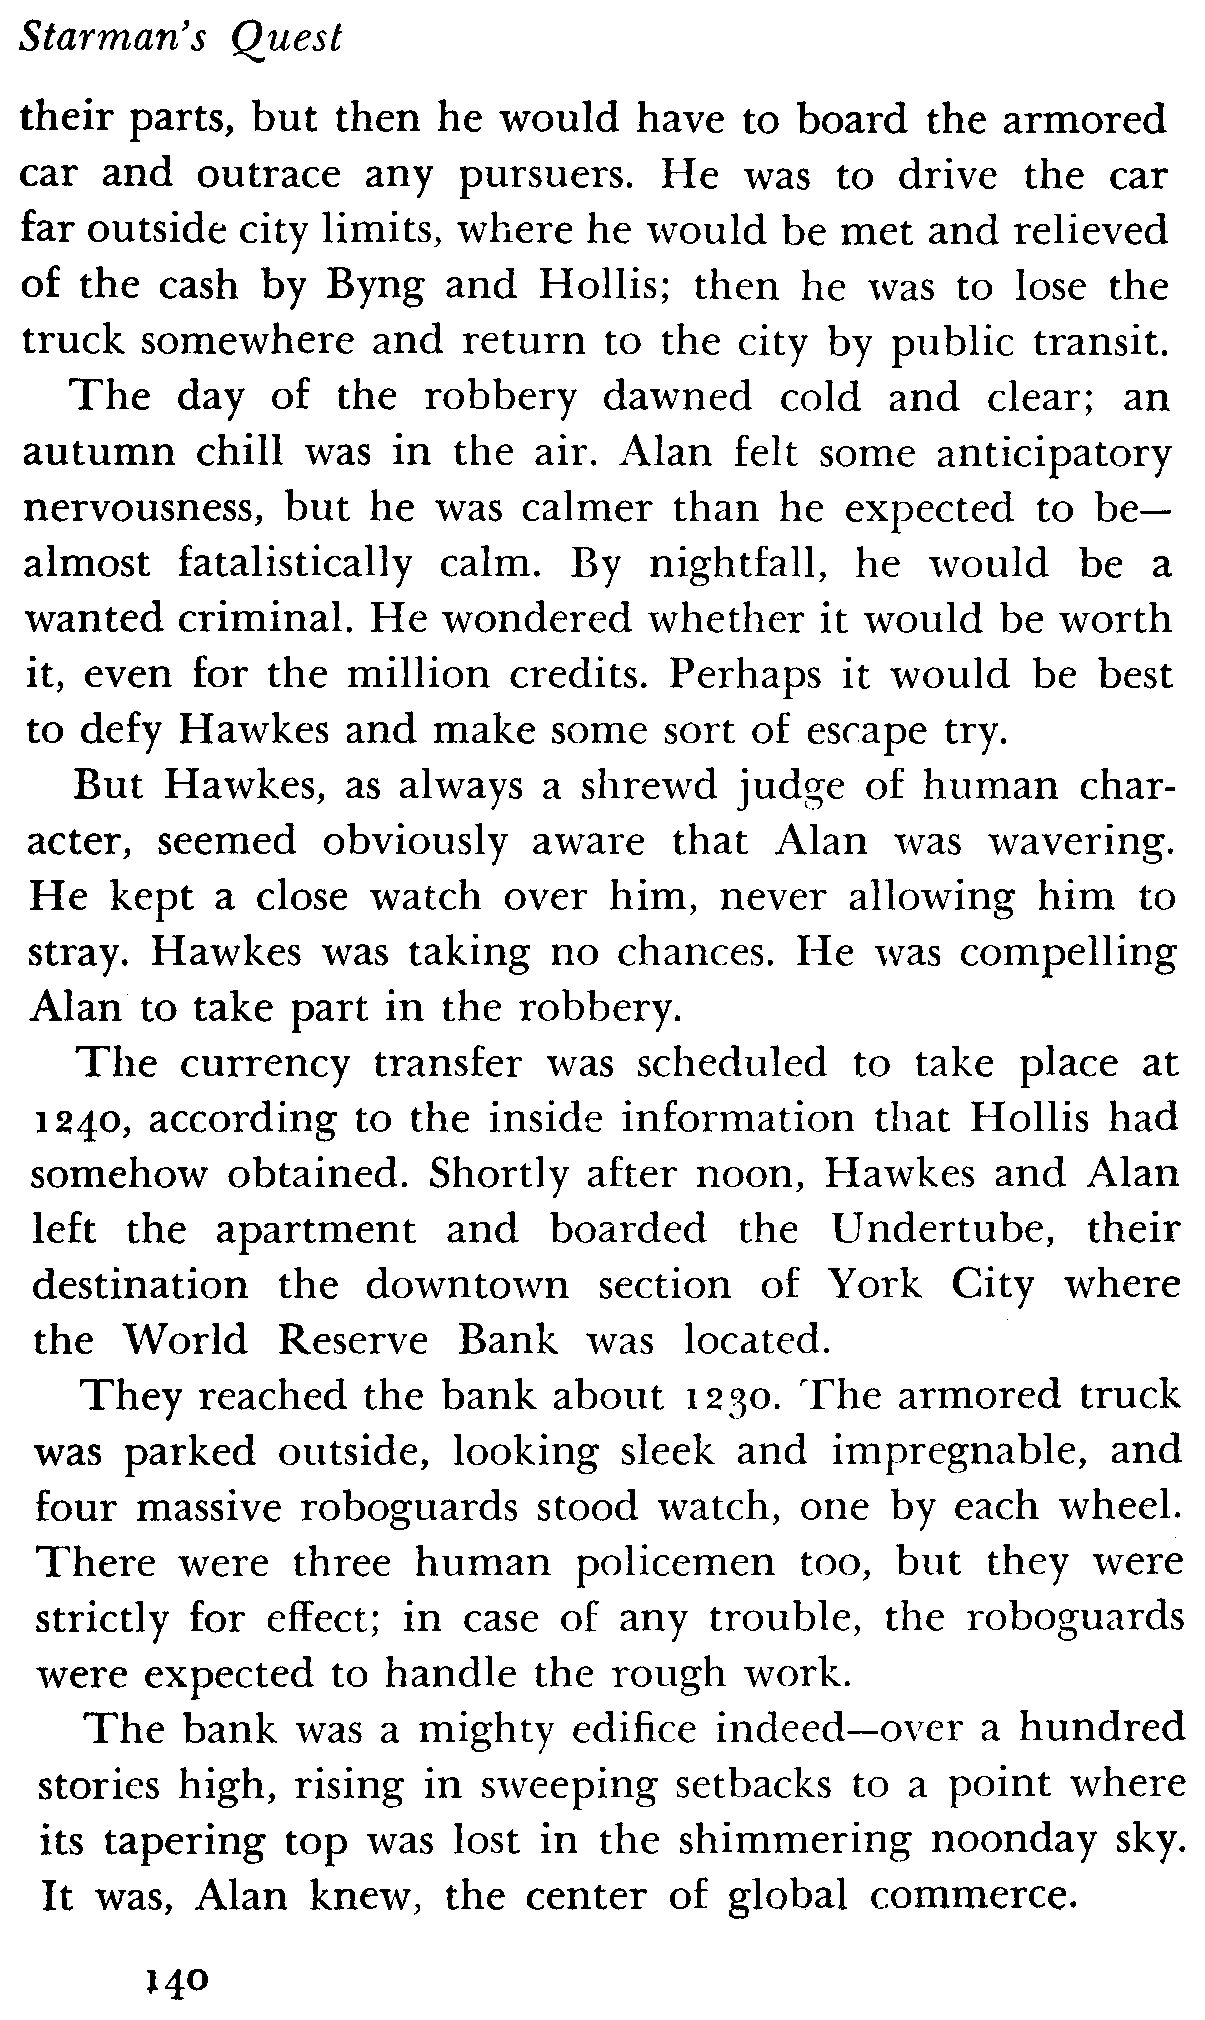 Starman's Quest
their parts, but then he would have to board the armored
car and outrace any pursuers. He was to drive the car
far outside city limits, where he would be met and relieved
of the cash by Byng and Hollis; then he was to lose the
truck somewhere and return to the city by public transit.
The day of the robbery dawned cold and clear; an
autumn chill was in the air. Alan felt some anticipatory
nervousness, but he was calmer than he expected to be—
almost fatalistically calm. By nightfall, he would be a
wanted criminal. He wondered whether it would be worth
it, even for the million credits. Perhaps it would be best
to defy Hawkes and make some sort of escape try.
But Hawkes, as always a shrewd judge of human char-
acter, seemed obviously aware that Alan was wavering.
He kept a close watch over him, never allowing him to
stray. Hawkes was taking no chances. He was compelling
Alan to take part in the robbery.
The currency transfer was scheduled to take place at
1240, according to the inside information that Hollis had
somehow obtained. Shortly after noon, Hawkes and Alan
left the apartment and boarded the Undertube, their
destination the downtown section of York City where
the World Reserve Bank was located.
They reached the bank about 1230. The armored truck
was parked outside, looking sleek and impregnable, and
four massive roboguards stood watch, one by each wheel.
There were three human policemen too, but they were
strictly for effect; in case of any trouble, the roboguards
were expected to handle the rough work.
The bank was a mighty edifice indeed—over a hundred
stories high, rising in sweeping setbacks to a point where
its tapering top was lost in the shimmering noonday sky.
It was, Alan knew, the center of global commerce.
140